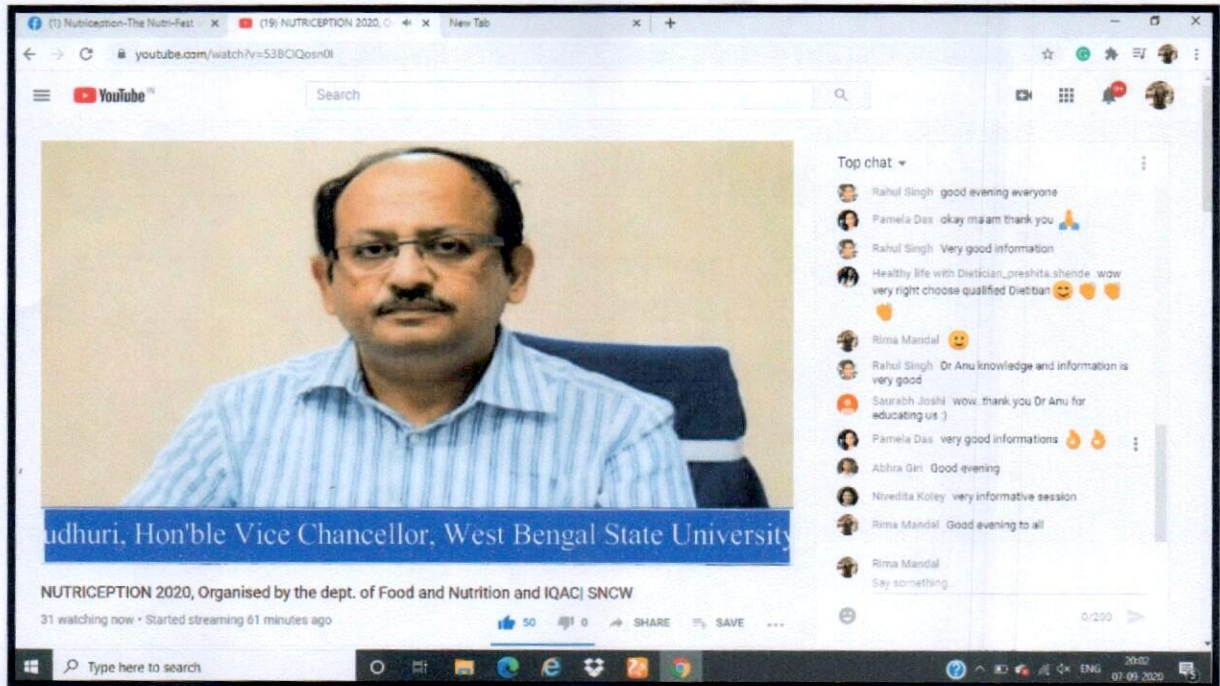 (1) Nutriception-The Nutri-Fest
(19) NUTRICEPTION 2020, O
New Tab
youtube.com/watch?v=538ClQosn0I
YouTube IN
Search
9+
Top chat
Rahul Singh good evening everyone
Pamela Das okay ma'am thank you 🙏
Rahul Singh Very good information
Healthy life with Dietician_preshita.shende wow
very right choose qualified Dietitian 😊 👏 👏
👏
Rima Mandal 🙂
Rahul Singh Dr Anu knowledge and information is
very good
Saurabh Joshi wow..thank you Dr Anu for
educating us :)
Pamela Das very good informations 👌 👌
Abhra Giri Good evening
Nivedita Koley very informative session
Rima Mandal Good evening to all
Rima Mandal
Say something...
0/200
udhuri, Hon'ble Vice Chancellor, West Bengal State University
NUTRICEPTION 2020, Organised by the dept. of Food and Nutrition and IQAC| SNCW
31 watching now • Started streaming 61 minutes ago
50
0
SHARE
SAVE
Type here to search
ENG
20:02
07-09-2020
5